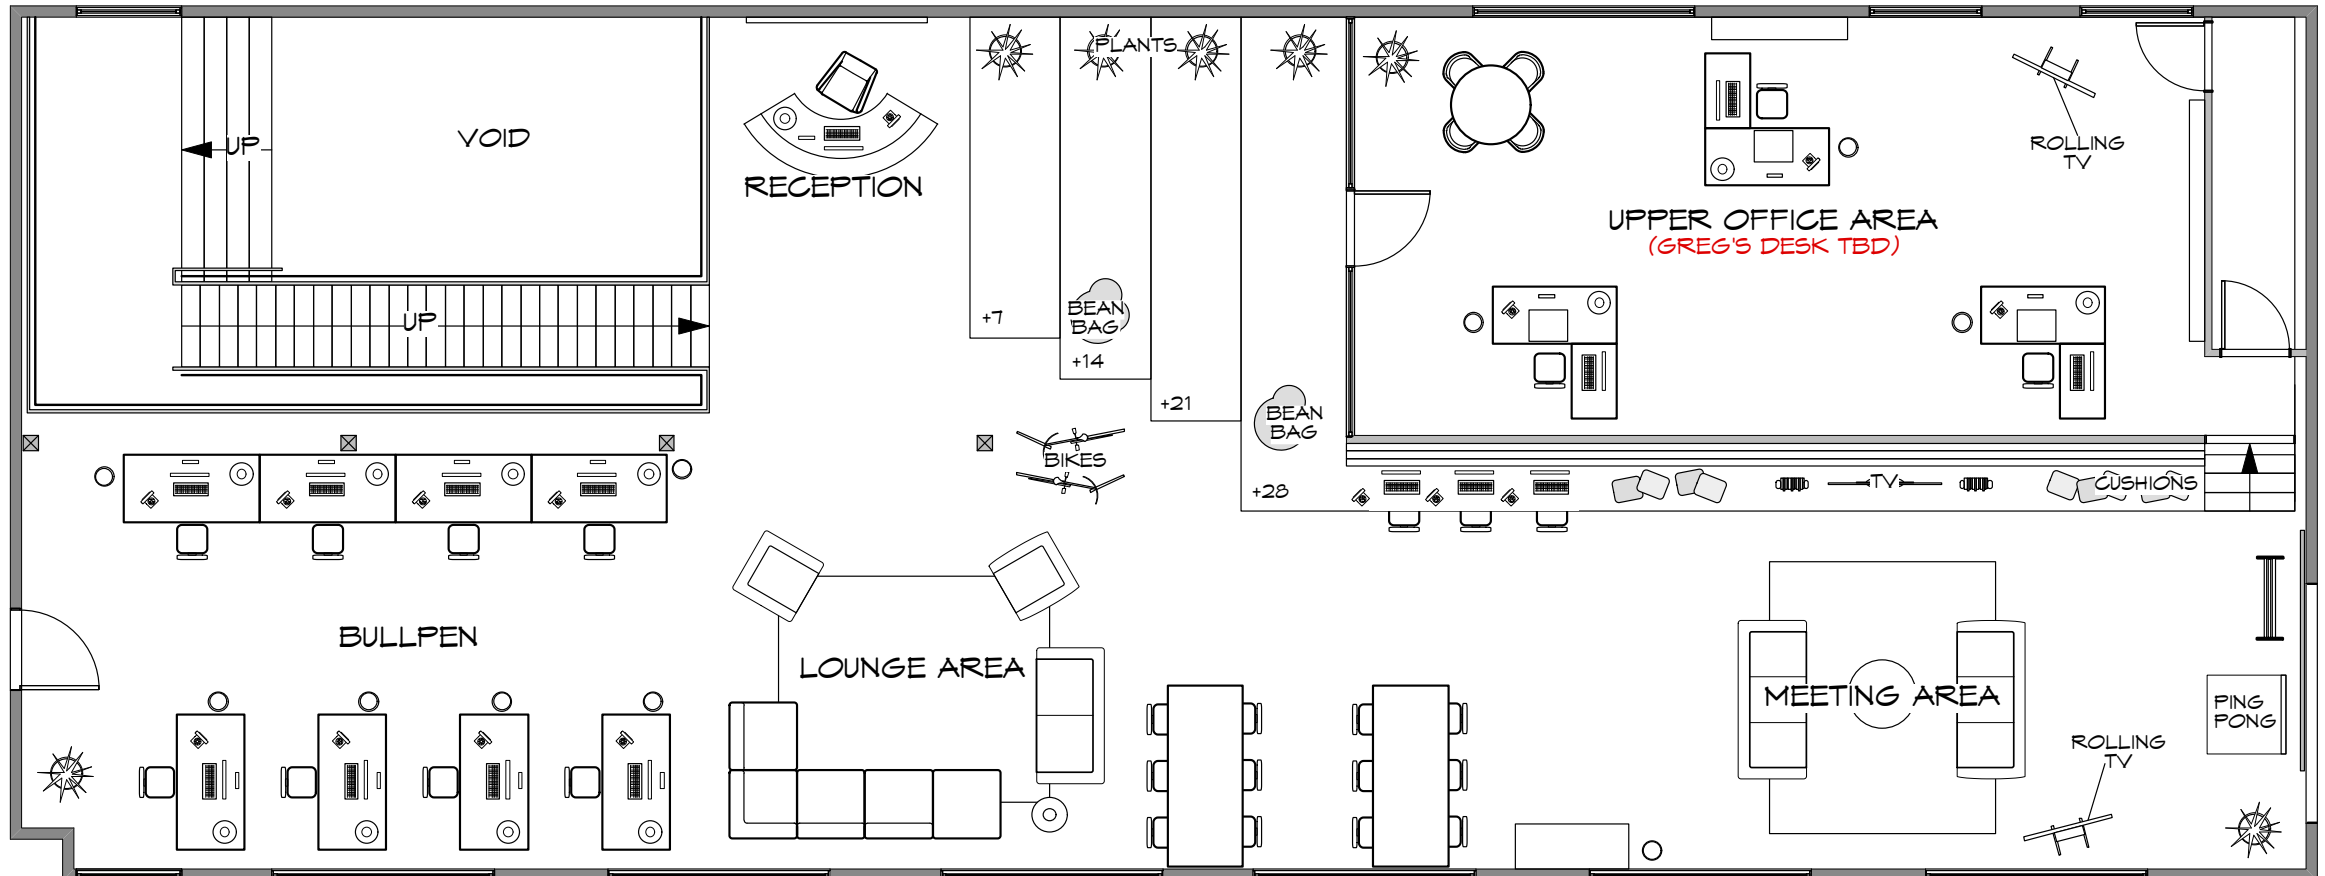 PLANTS
UP
VOID
ROLLING
TV
RECEPTION
UPPER OFFICE AREA
(GREG'S DESK TBD)
+7
BEAN
BAG
UP
+14
+21
BEAN
BAG
BIKES
+28
TV
CUSHIONS
BULLPEN
LOUNGE AREA
MEETING AREA
PING
PONG
ROLLING
TV